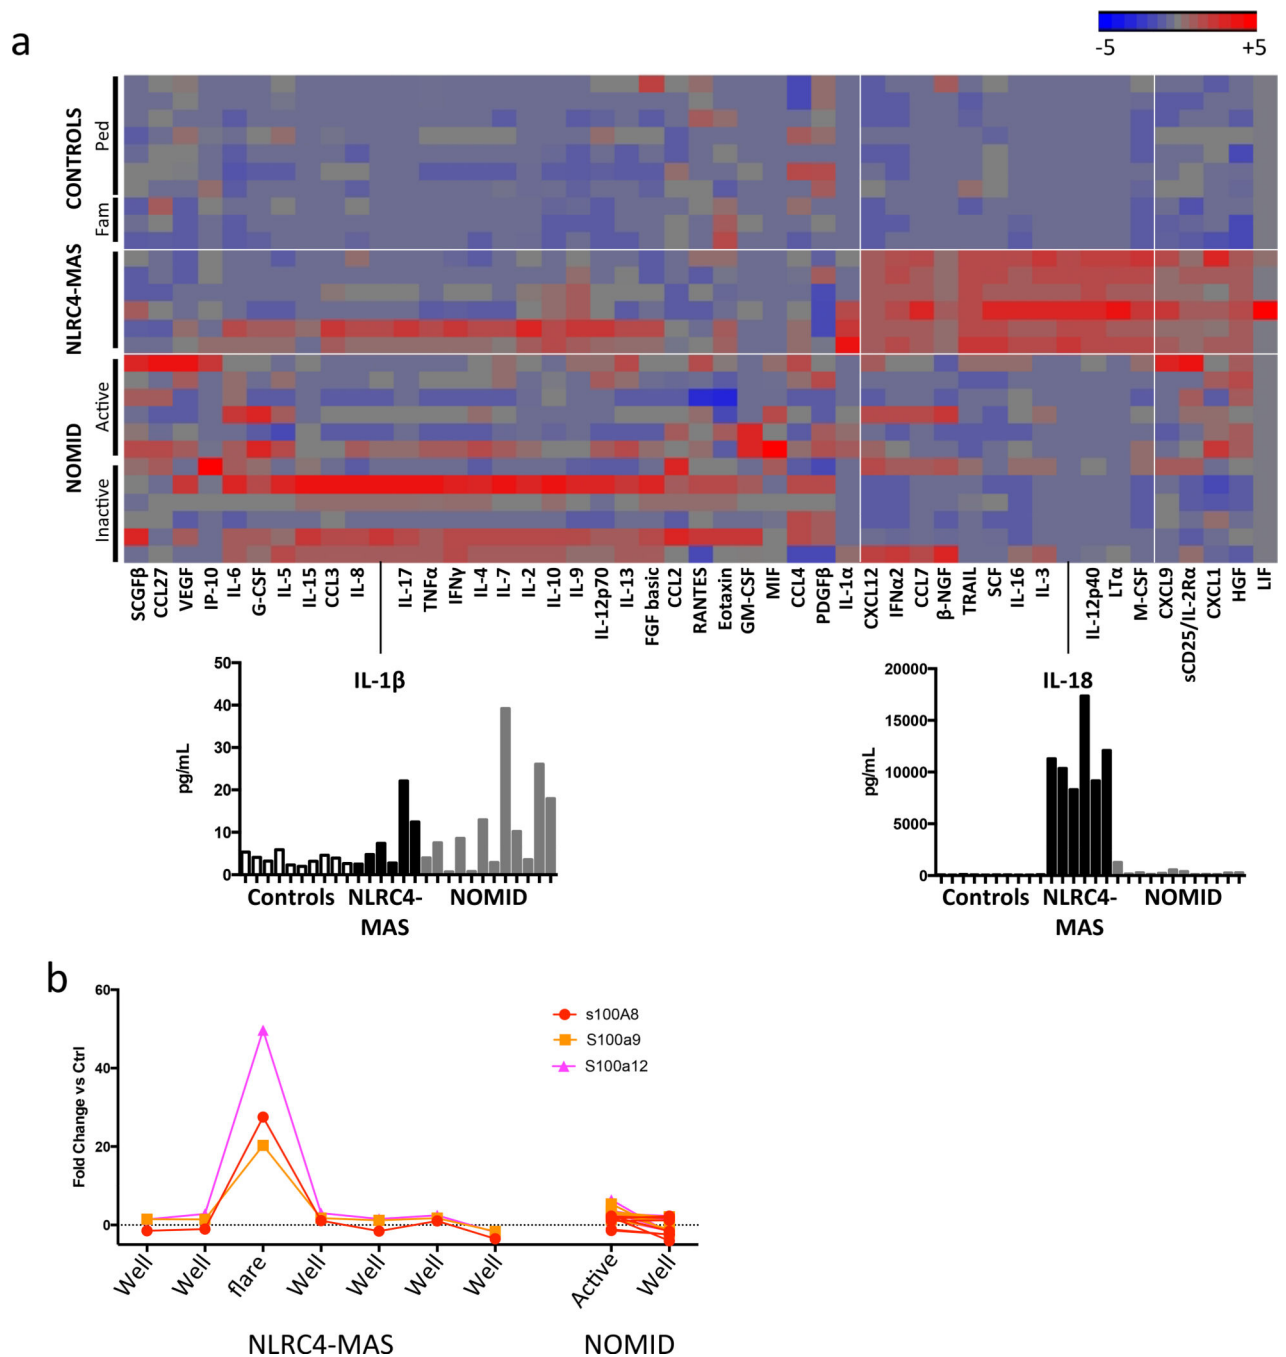 a
-5 +5
CONTROLS
Ped
Fam
NLRC4-MAS
NOMID
Active
Inactive
SCGFβ
CCL27
VEGF
IP-10
IL-6
G-CSF
IL-5
IL-15
CCL3
IL-8
IL-17
TNFα
IFNγ
IL-4
IL-7
IL-2
IL-10
IL-9
IL-12p70
IL-13
FGF basic
CCL2
RANTES
Eotaxin
GM-CSF
MIF
CCL4
PDGFβ
IL-1α
CXCL12
IFNα2
CCL7
β-NGF
TRAIL
SCF
IL-16
IL-3
IL-12p40
LTα
M-CSF
CXCL9
sCD25/IL-2Rα
CXCL1
HGF
LIF
IL-1β
pg/mL
50
40
30
20
10
0
Controls NLRC4-MAS NOMID
IL-18
pg/mL
20000
15000
10000
5000
0
Controls NLRC4-MAS NOMID
b
Fold Change vs Ctrl
60
40
20
0
s100A8
S100a9
S100a12
Well
Well
flare
Well
Well
Well
Well
Active
Well
NLRC4-MAS NOMID